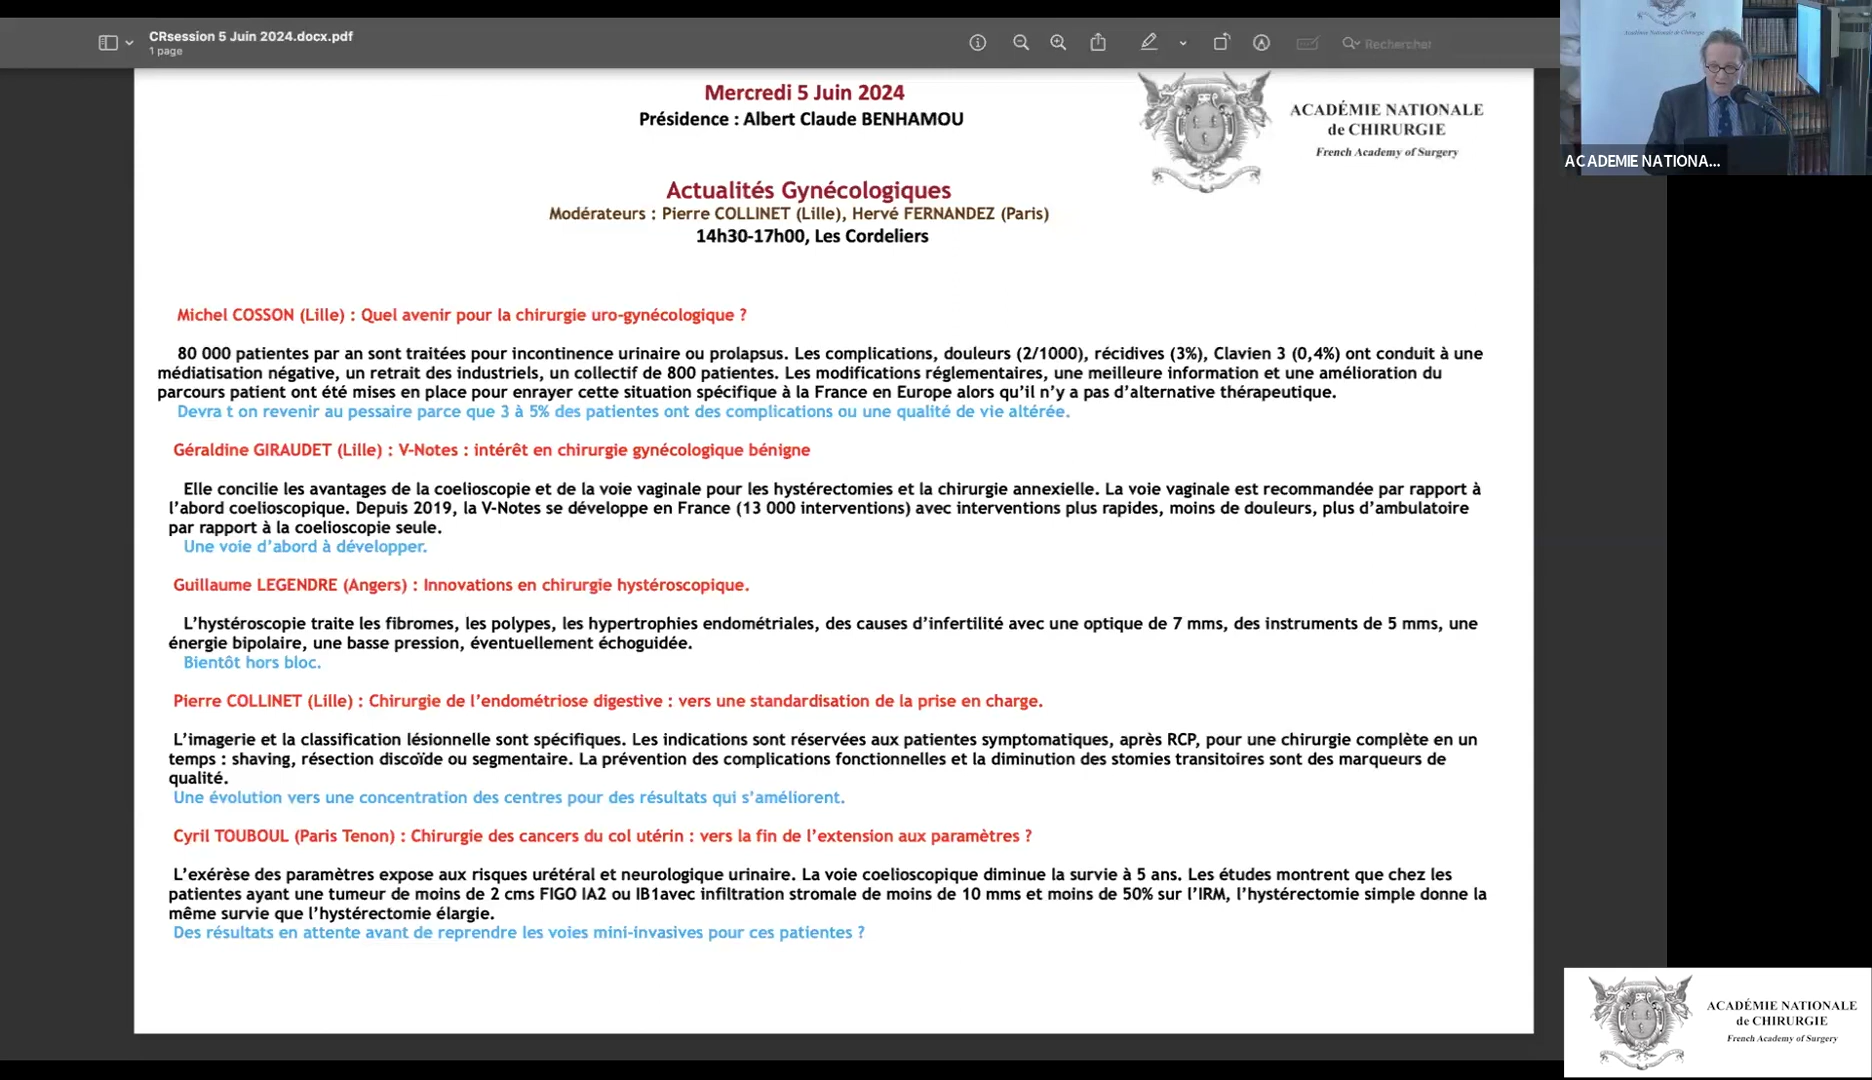 CRsession 5 Juin 2024.docx.pdf
1 page
Rechercher
ACADEMIE NATIONA...
Mercredi 5 Juin 2024
Présidence : Albert Claude BENHAMOU
ACADÉMIE NATIONALE
de CHIRURGIE
French Academy of Surgery
Actualités Gynécologiques
Modérateurs : Pierre COLLINET (Lille), Hervé FERNANDEZ (Paris)
14h30-17h00, Les Cordeliers
Michel COSSON (Lille) : Quel avenir pour la chirurgie uro-gynécologique ?
80 000 patientes par an sont traitées pour incontinence urinaire ou prolapsus. Les complications, douleurs (2/1000), récidives (3%), Clavien 3 (0,4%) ont conduit à une
médiatisation négative, un retrait des industriels, un collectif de 800 patientes. Les modifications réglementaires, une meilleure information et une amélioration du
parcours patient ont été mises en place pour enrayer cette situation spécifique à la France en Europe alors qu'il n'y a pas d'alternative thérapeutique.
Devra t on revenir au pessaire parce que 3 à 5% des patientes ont des complications ou une qualité de vie altérée.
Géraldine GIRAUDET (Lille) : V-Notes : intérêt en chirurgie gynécologique bénigne
Elle concilie les avantages de la coelioscopie et de la voie vaginale pour les hystérectomies et la chirurgie annexielle. La voie vaginale est recommandée par rapport à
l'abord coelioscopique. Depuis 2019, la V-Notes se développe en France (13 000 interventions) avec interventions plus rapides, moins de douleurs, plus d'ambulatoire
par rapport à la coelioscopie seule.
Une voie d'abord à développer.
Guillaume LEGENDRE (Angers) : Innovations en chirurgie hystéroscopique.
L'hystéroscopie traite les fibromes, les polypes, les hypertrophies endométriales, des causes d'infertilité avec une optique de 7 mms, des instruments de 5 mms, une
énergie bipolaire, une basse pression, éventuellement échoguidée.
Bientôt hors bloc.
Pierre COLLINET (Lille) : Chirurgie de l'endométriose digestive : vers une standardisation de la prise en charge.
L'imagerie et la classification lésionnelle sont spécifiques. Les indications sont réservées aux patientes symptomatiques, après RCP, pour une chirurgie complète en un
temps : shaving, résection discoïde ou segmentaire. La prévention des complications fonctionnelles et la diminution des stomies transitoires sont des marqueurs de
qualité.
Une évolution vers une concentration des centres pour des résultats qui s'améliorent.
Cyril TOUBOUL (Paris Tenon) : Chirurgie des cancers du col utérin : vers la fin de l'extension aux paramètres ?
L'exérèse des paramètres expose aux risques urétéral et neurologique urinaire. La voie coelioscopique diminue la survie à 5 ans. Les études montrent que chez les
patientes ayant une tumeur de moins de 2 cms FIGO IA2 ou IB1avec infiltration stromale de moins de 10 mms et moins de 50% sur l'IRM, l'hystérectomie simple donne la
même survie que l'hystérectomie élargie.
Des résultats en attente avant de reprendre les voies mini-invasives pour ces patientes ?
ACADÉMIE NATIONALE
de CHIRURGIE
French Academy of Surgery